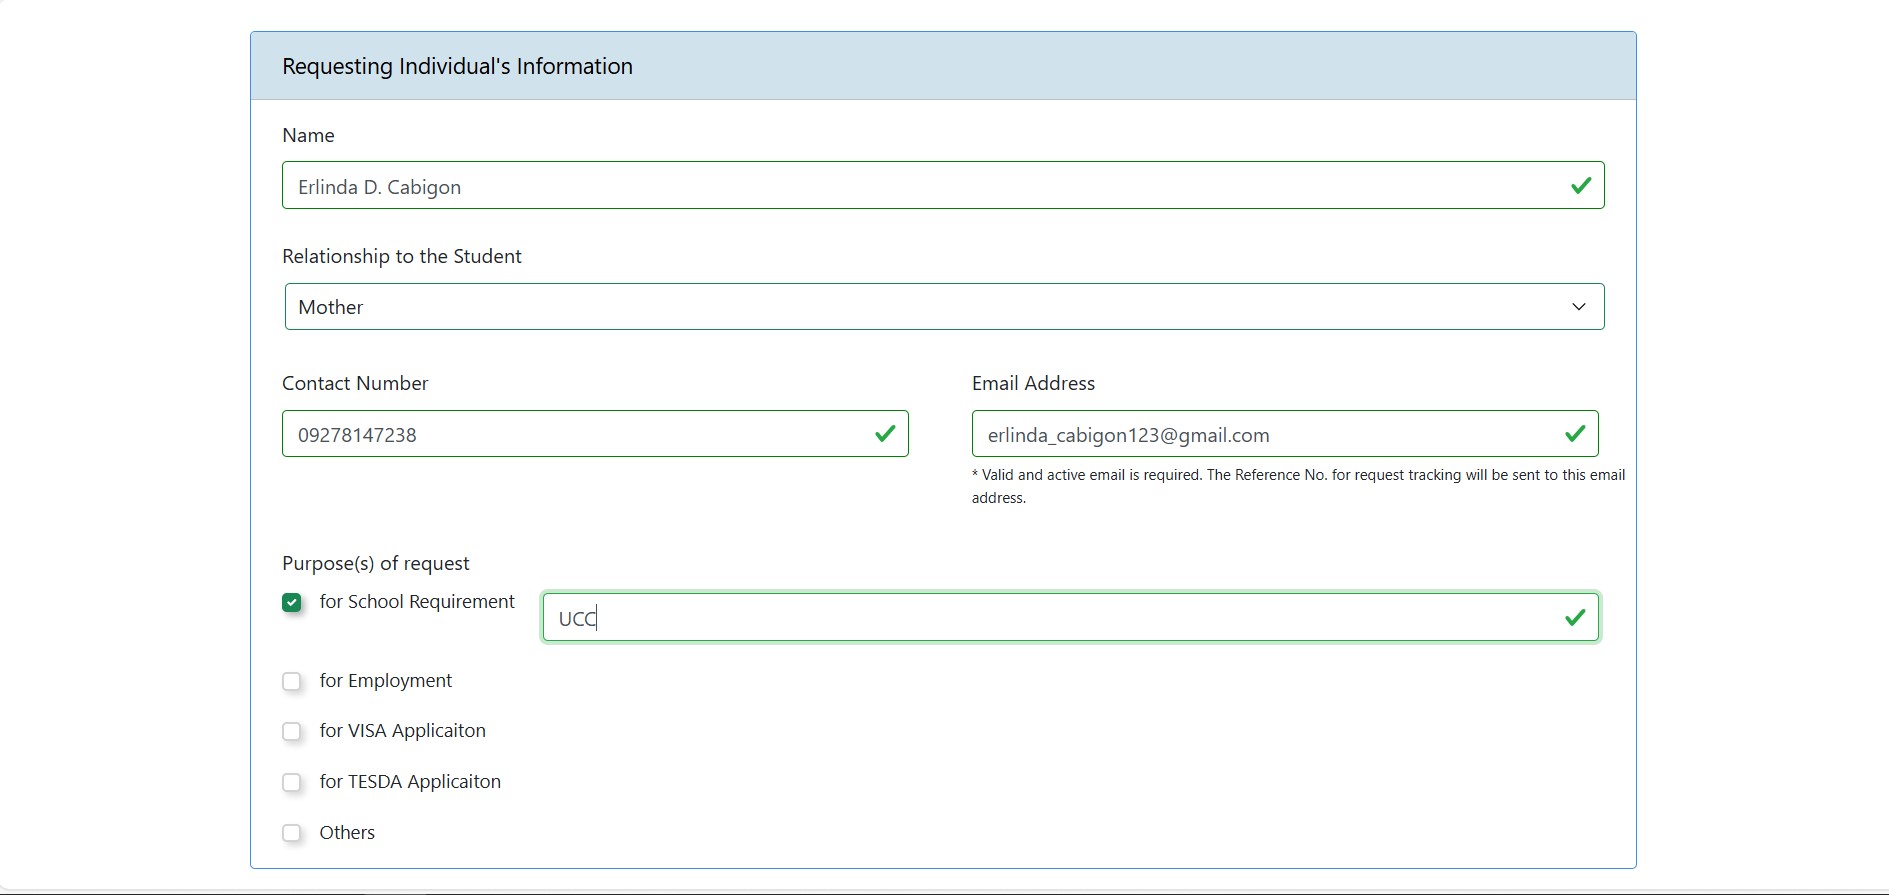 Requesting Individual's Information
Name
Erlinda D. Cabigon
Relationship to the Student
Mother
Contact Number
Email Address
09278147238
erlinda_cabigon123@gmail.com
* Valid and active email is required. The Reference No. for request tracking will be sent to this email
address.
Purpose(s) of request
for School Requirement
UCC
for Employment
for VISA Applicaiton
for TESDA Applicaiton
Others